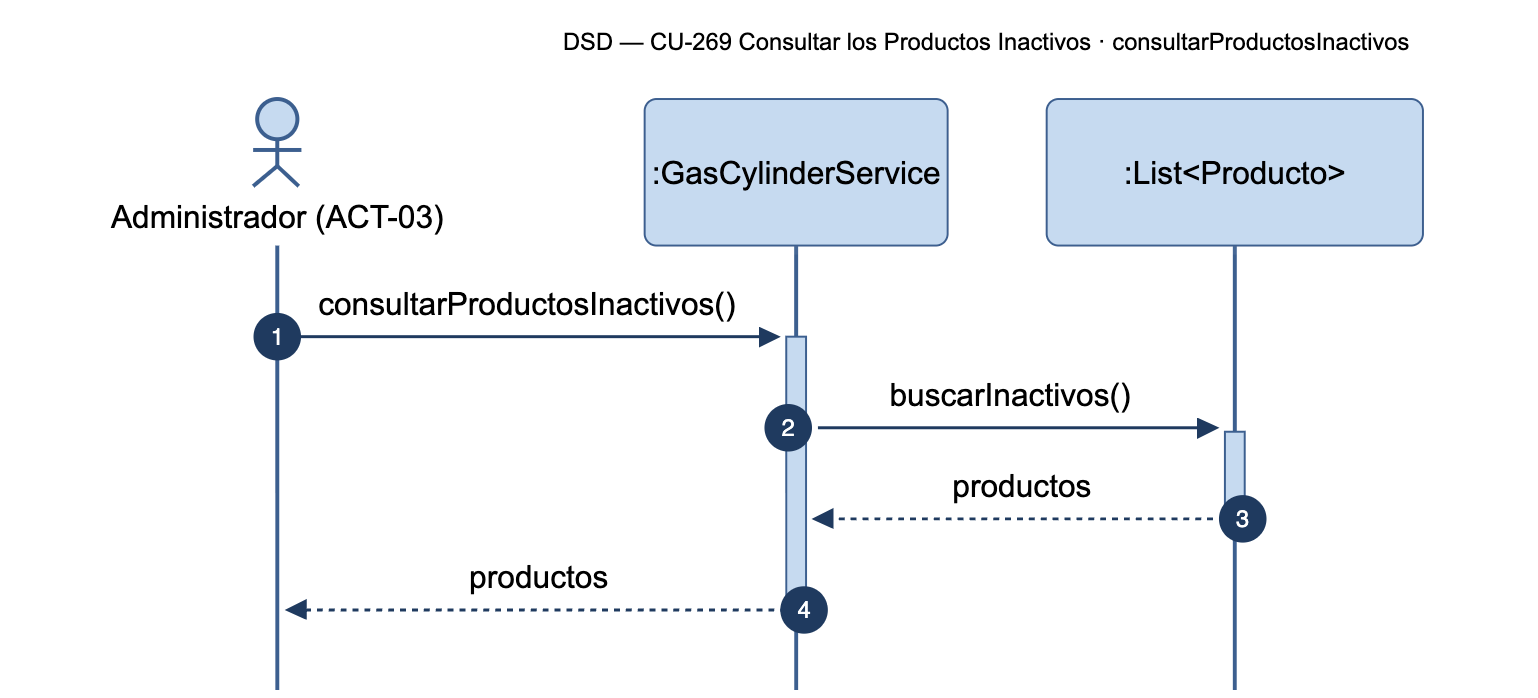 DSD — CU-269 Consultar los Productos Inactivos · consultarProductosInactivos
Administrador (ACT-03)
:GasCylinderService
:List<Producto>
consultarProductosInactivos()
1
buscarInactivos()
2
productos
3
productos
4